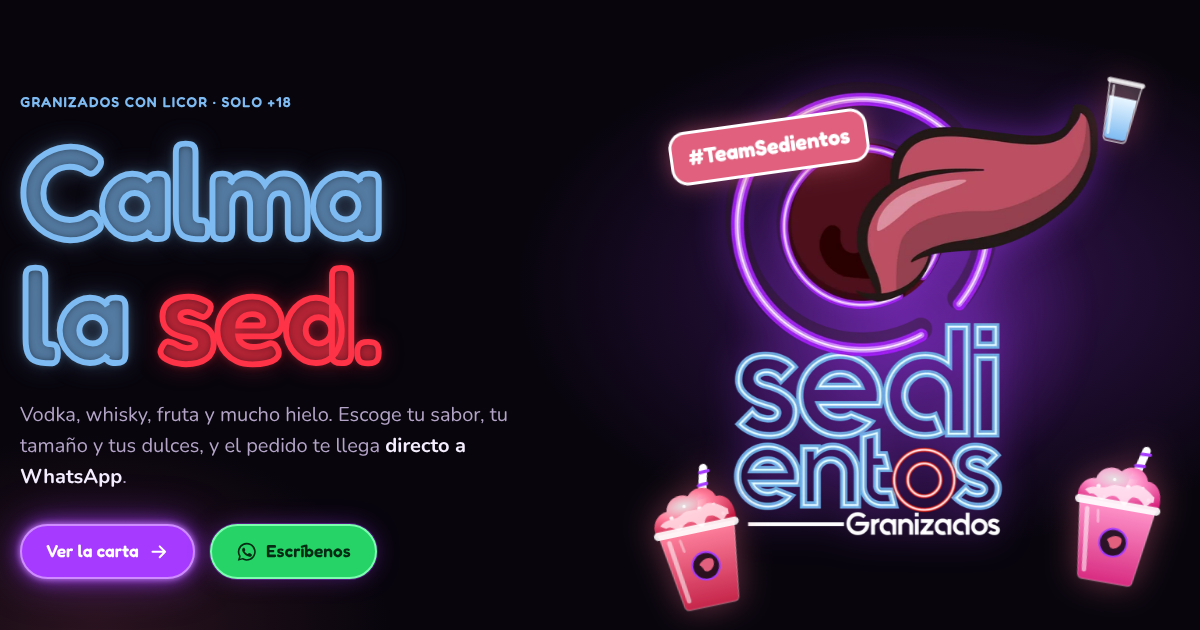 GRANIZADOS CON LICOR · SOLO +18
Calma
la sed.
Vodka, whisky, fruta y mucho hielo. Escoge tu sabor, tu
tamaño y tus dulces, y el pedido te llega directo a
WhatsApp.
Ver la carta →
Escríbenos
#TeamSedientos
sedi
entos
Granizados